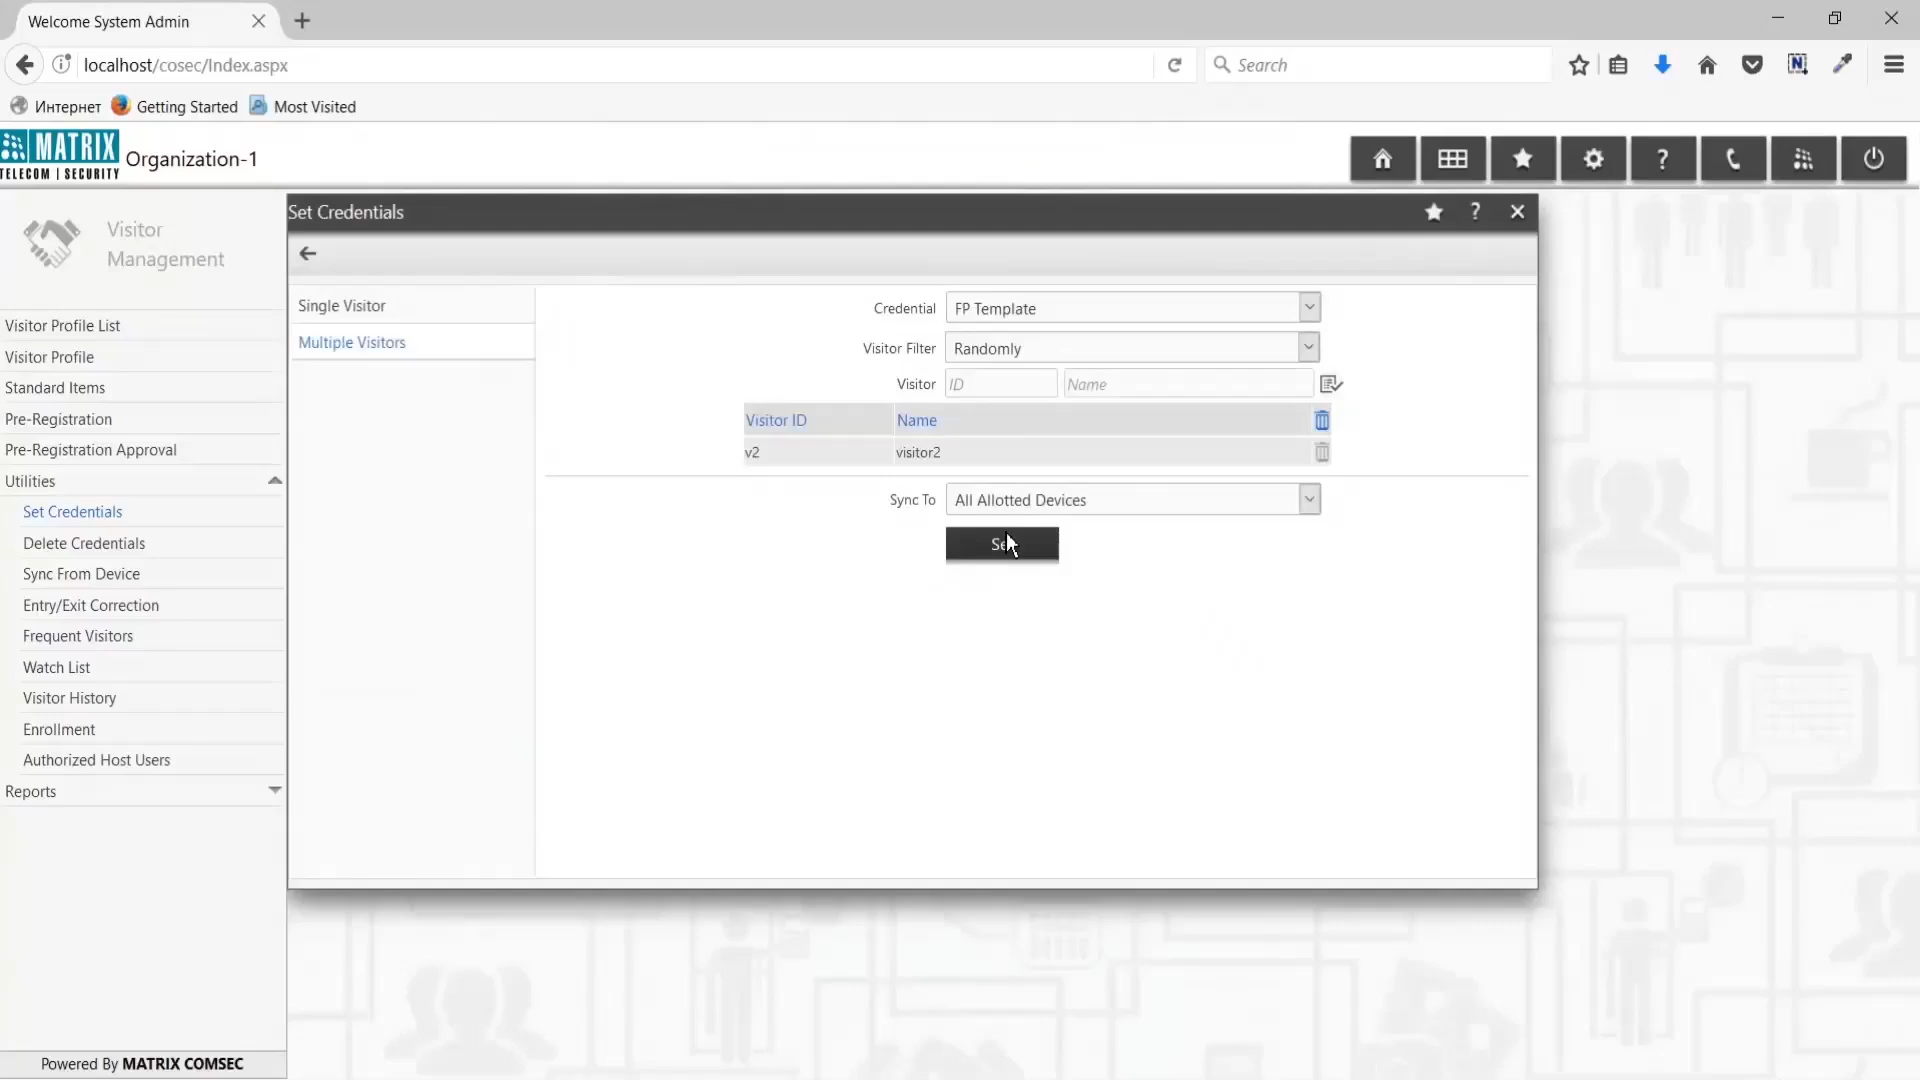 Welcome System Admin
localhost/cosec/Index.aspx
Search
Интернет Getting Started Most Visited
MATRIX
TELECOM | SECURITY
Organization-1
Set Credentials
Visitor
Management
Single Visitor
Multiple Visitors
Credential FP Template
Visitor Filter Randomly
Visitor ID Name
Visitor ID Name
v2 visitor2
Sync To All Allotted Devices
Visitor Profile List
Visitor Profile
Standard Items
Pre-Registration
Pre-Registration Approval
Utilities
Set Credentials
Delete Credentials
Sync From Device
Entry/Exit Correction
Frequent Visitors
Watch List
Visitor History
Enrollment
Authorized Host Users
Reports
Powered By MATRIX COMSEC